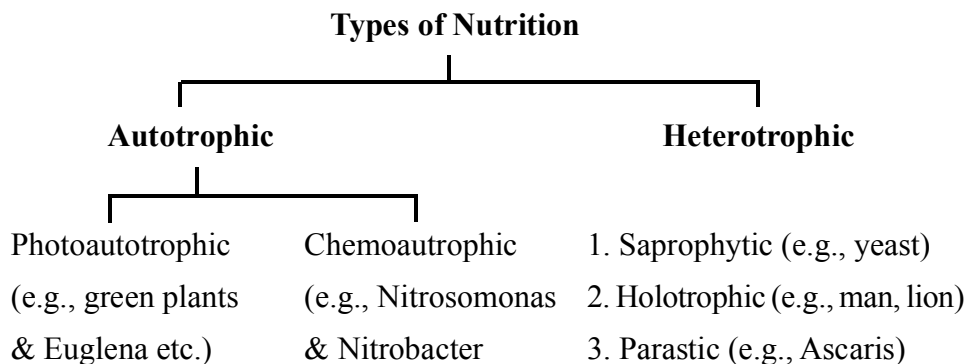 Types of Nutrition
Autotrophic
Heterotrophic
Photoautotrophic
(e.g., green plants
& Euglena etc.)
Chemoautrophic
(e.g., Nitrosomonas
& Nitrobacter
1. Saprophytic (e.g., yeast)
2. Holotrophic (e.g., man, lion)
3. Parastic (e.g., Ascaris)